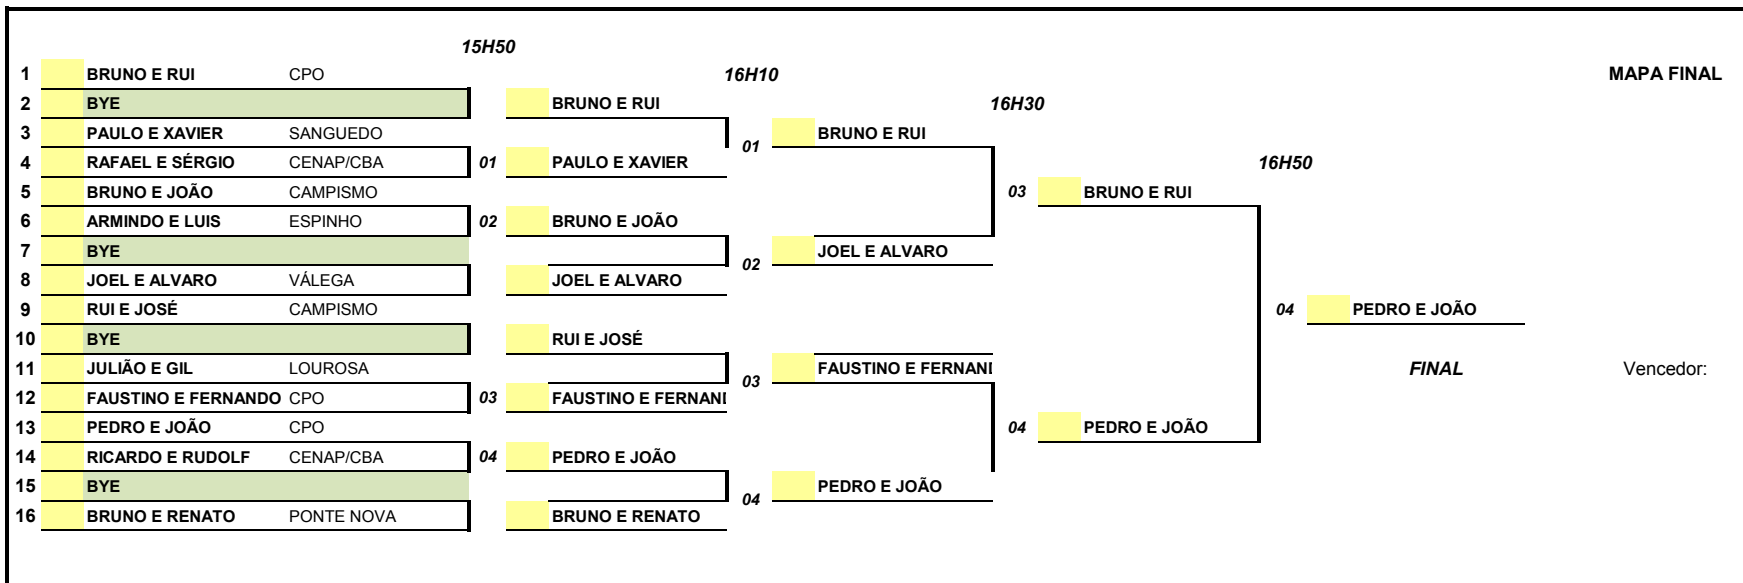 15H50
1 BRUNO E RUI CPO 16H10 MAPA FINAL
2 BYE BRUNO E RUI 16H30
3 PAULO E XAVIER SANGUEDO BRUNO E RUI
01
4 RAFAEL E SÉRGIO CENAP/CBA 01 PAULO E XAVIER 16H50
5 BRUNO E JOÃO CAMPISMO 03 BRUNO E RUI
6 ARMINDO E LUIS ESPINHO 02 BRUNO E JOÃO
7 BYE JOEL E ALVARO
02
8 JOEL E ALVARO VÁLEGA JOEL E ALVARO
9 RUI E JOSÉ CAMPISMO 04 PEDRO E JOÃO
10 BYE RUI E JOSÉ
11 JULIÃO E GIL LOUROSA FAUSTINO E FERNAN FINAL Vencedor:
03
12 FAUSTINO E FERNANDO CPO 03 FAUSTINO E FERNAN
13 PEDRO E JOÃO CPO 04 PEDRO E JOÃO
14 RICARDO E RUDOLF CENAP/CBA 04 PEDRO E JOÃO
15 BYE PEDRO E JOÃO
04
16 BRUNO E RENATO PONTE NOVA BRUNO E RENATO